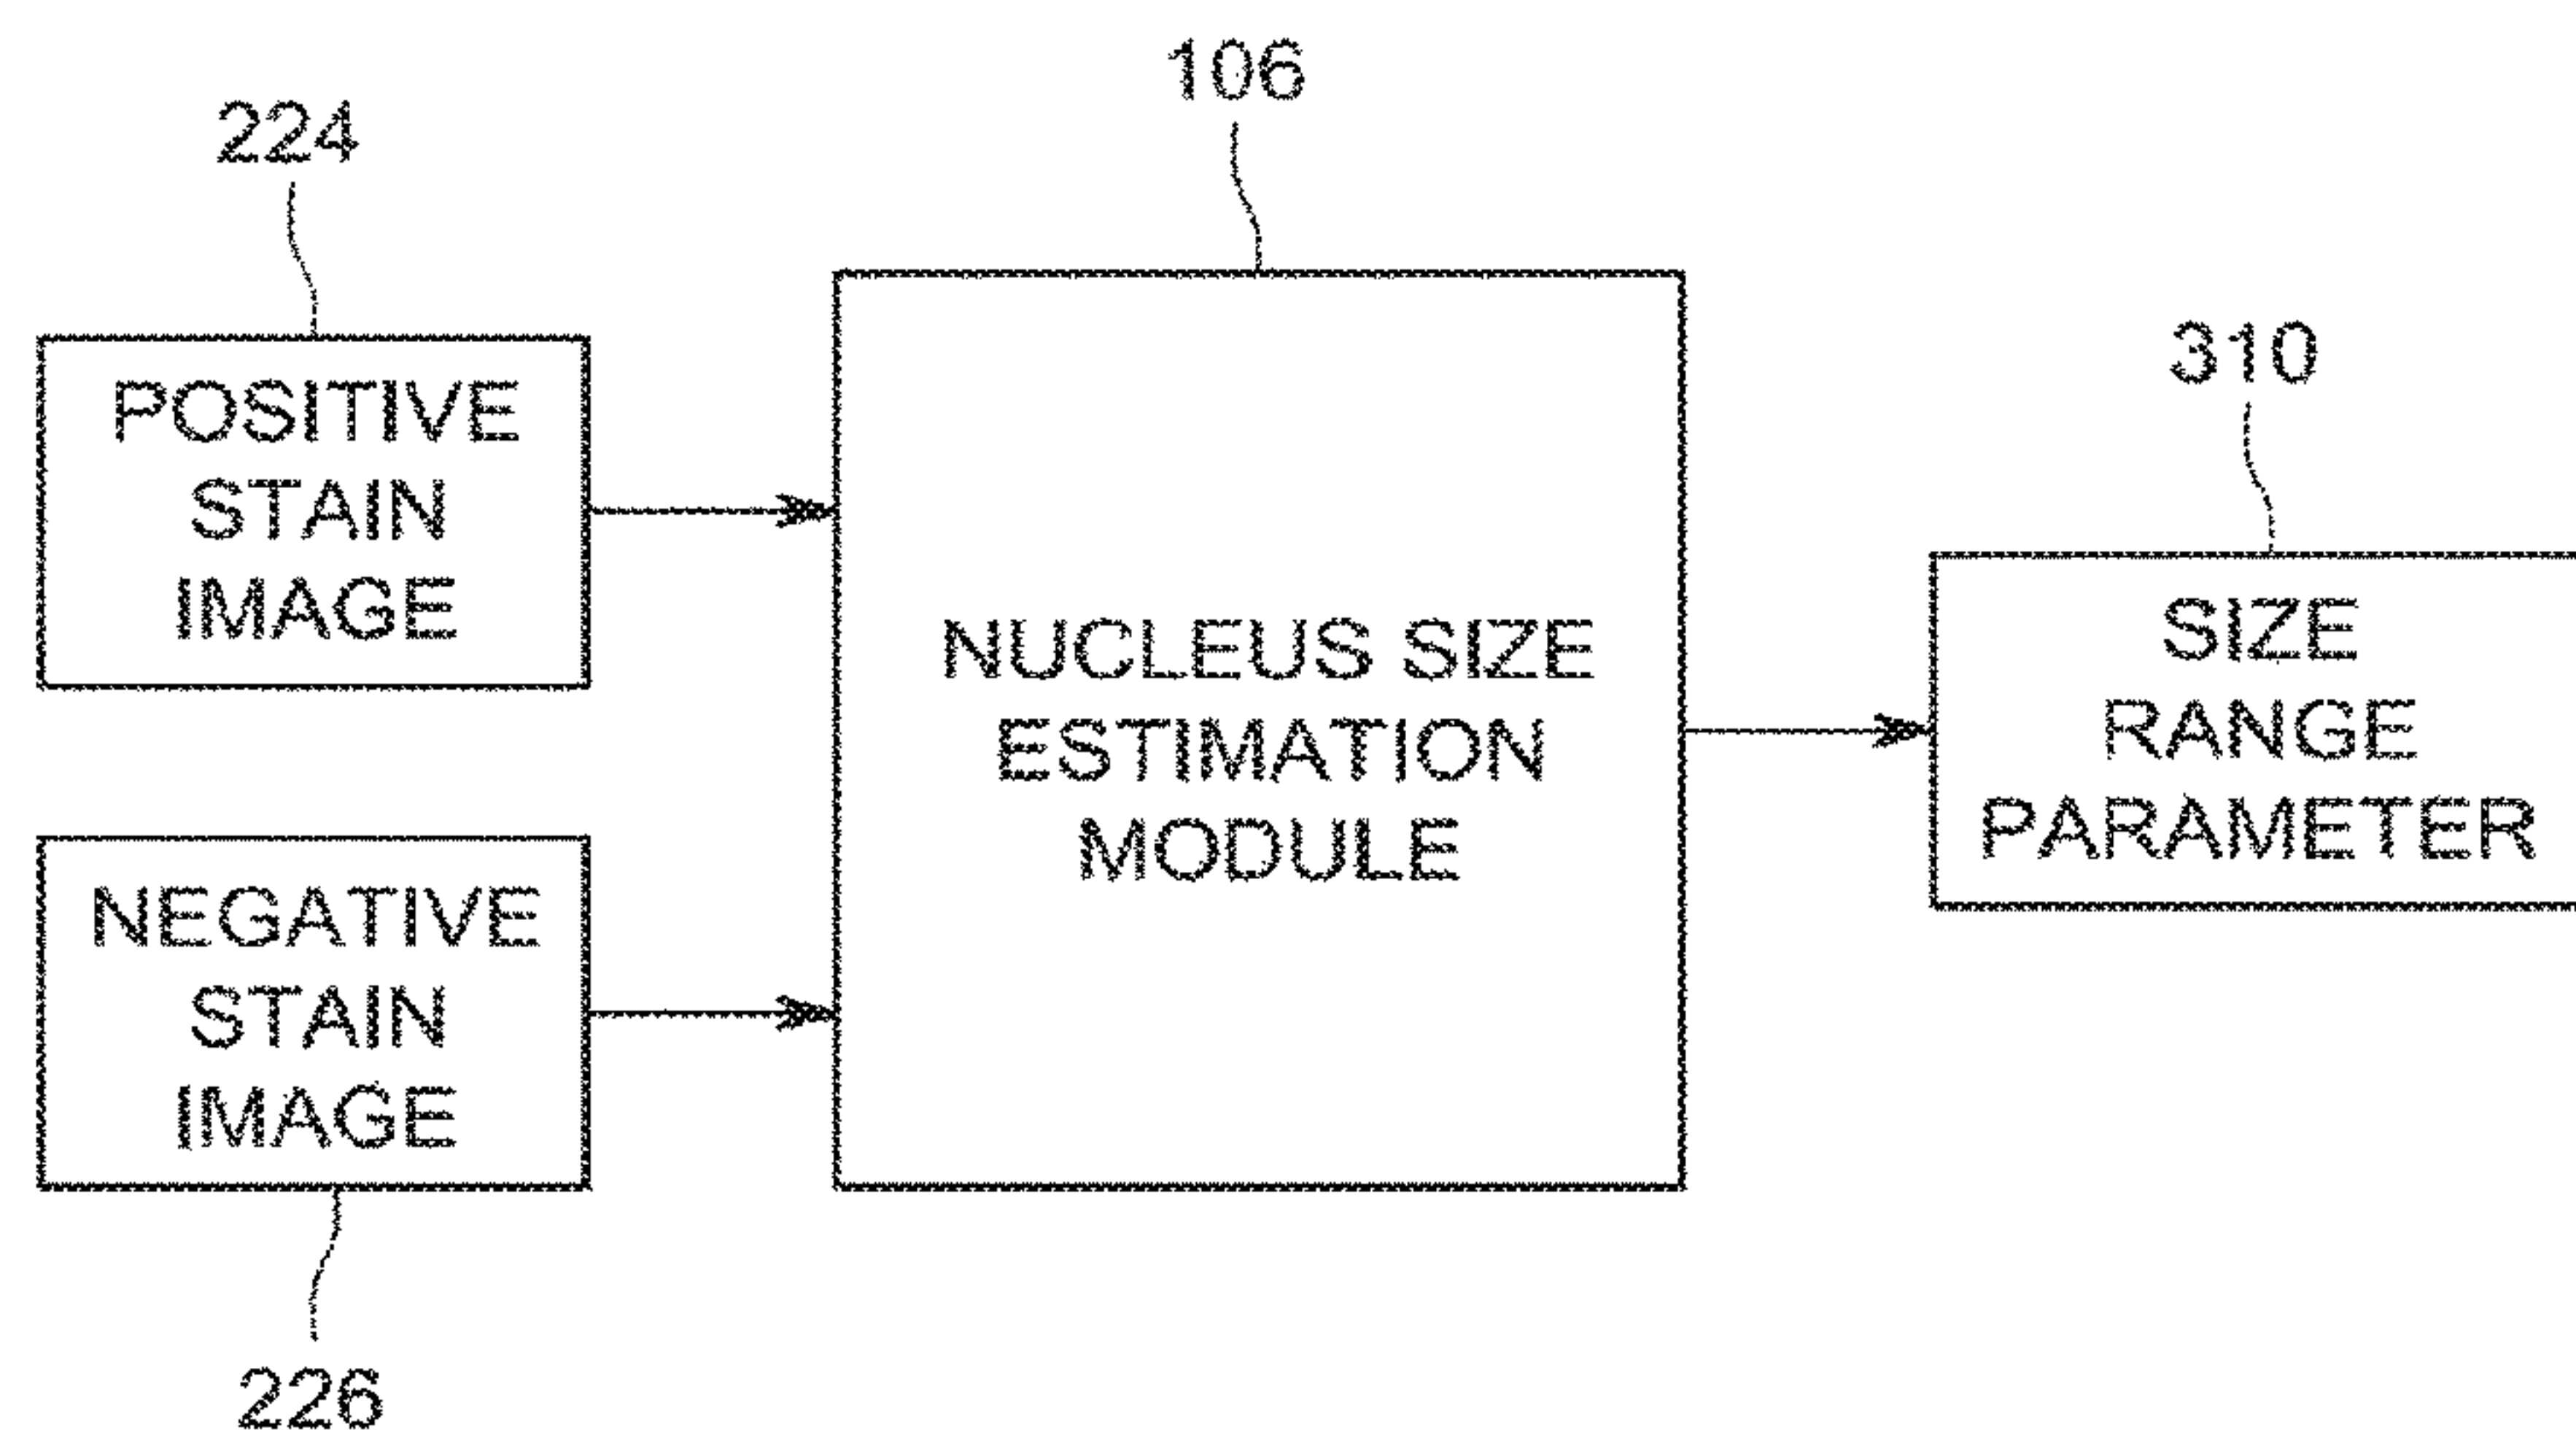 224
POSITIVE
STAIN
IMAGE
NEGATIVE
STAIN
IMAGE
226
106
NUCLEUS SIZE
ESTIMATION
MODULE
310
SIZE
RANGE
PARAMETER